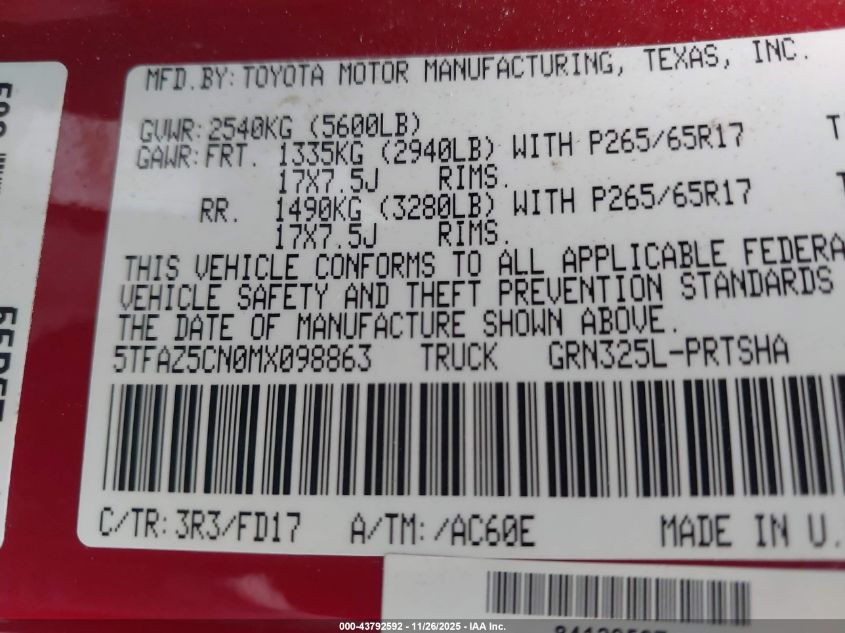 MFD.BY: TOYOTA MOTOR MANUFACTURING, TEXAS, INC.
GVWR: 2540KG (5600LB)
GAWR: FRT. 1335KG (2940LB) WITH P265/65R17
17X7.5J RIMS.
RR. 1490KG (3280LB) WITH P265/65R17
17X7.5J RIMS.
THIS VEHICLE CONFORMS TO ALL APPLICABLE FEDERA
VEHICLE SAFETY AND THEFT PREVENTION STANDARDS
THE DATE OF MANUFACTURE SHOWN ABOVE.
5TFAZ5CN0MX098863 TRUCK GRN325L-PRTSHA
C/TR: 3R3/FD17 A/TM: /AC60E MADE IN U.
000-43792592 - 11/26/2025 - IAA Inc.